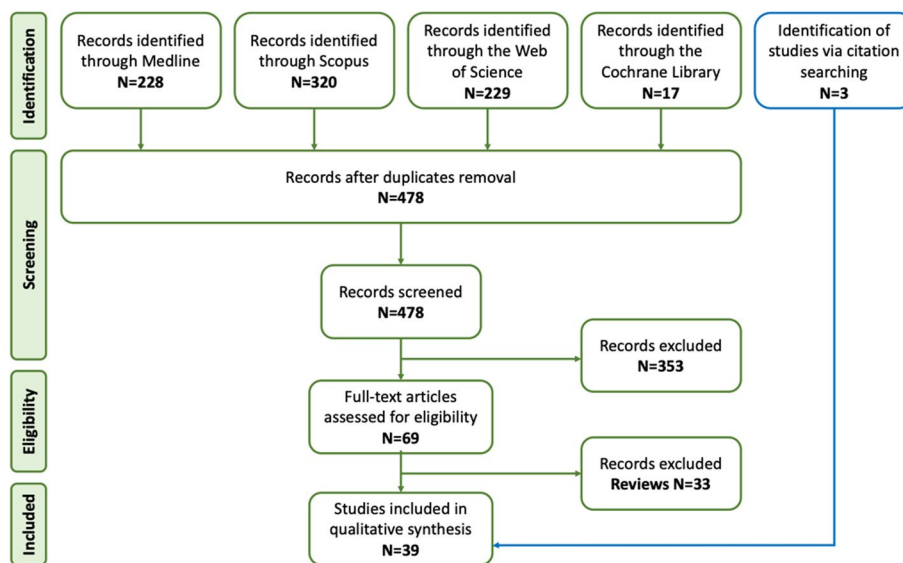 Identification
Records identified
through Medline
N=228
Records identified
through Scopus
N=320
Records identified
through the Web
of Science
N=229
Records identified
through the
Cochrane Library
N=17
Identification of
studies via citation
searching
N=3
Screening
Records after duplicates removal
N=478
Records screened
N=478
Records excluded
N=353
Eligibility
Full-text articles
assessed for eligibility
N=69
Records excluded
Reviews N=33
Included
Studies included in
qualitative synthesis
N=39